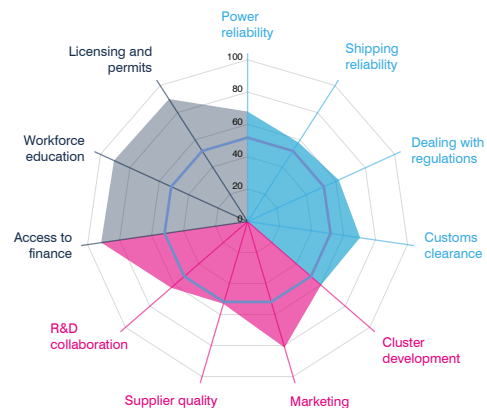 Power
reliability
Shipping
reliability
Dealing with
regulations
Customs
clearance
Cluster
development
Marketing
Supplier quality
R&D
collaboration
Access to
finance
Workforce
education
Licensing and
permits
100
80
60
40
20
0